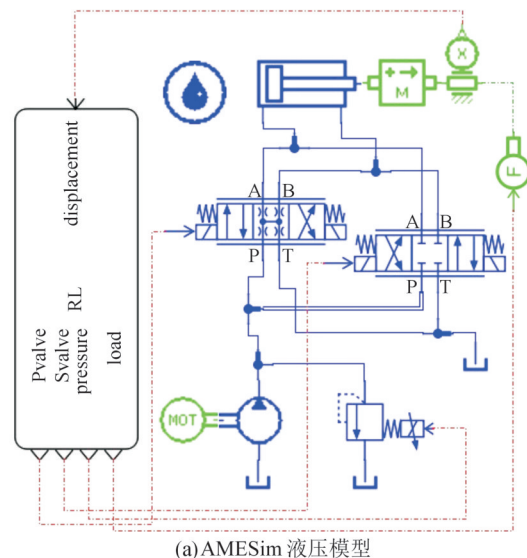 X
M
F
displacement
A B
A B
P T
P T
RL
Pvalve
Svalve
pressure
load
MOT
(a) AMESim 液压模型